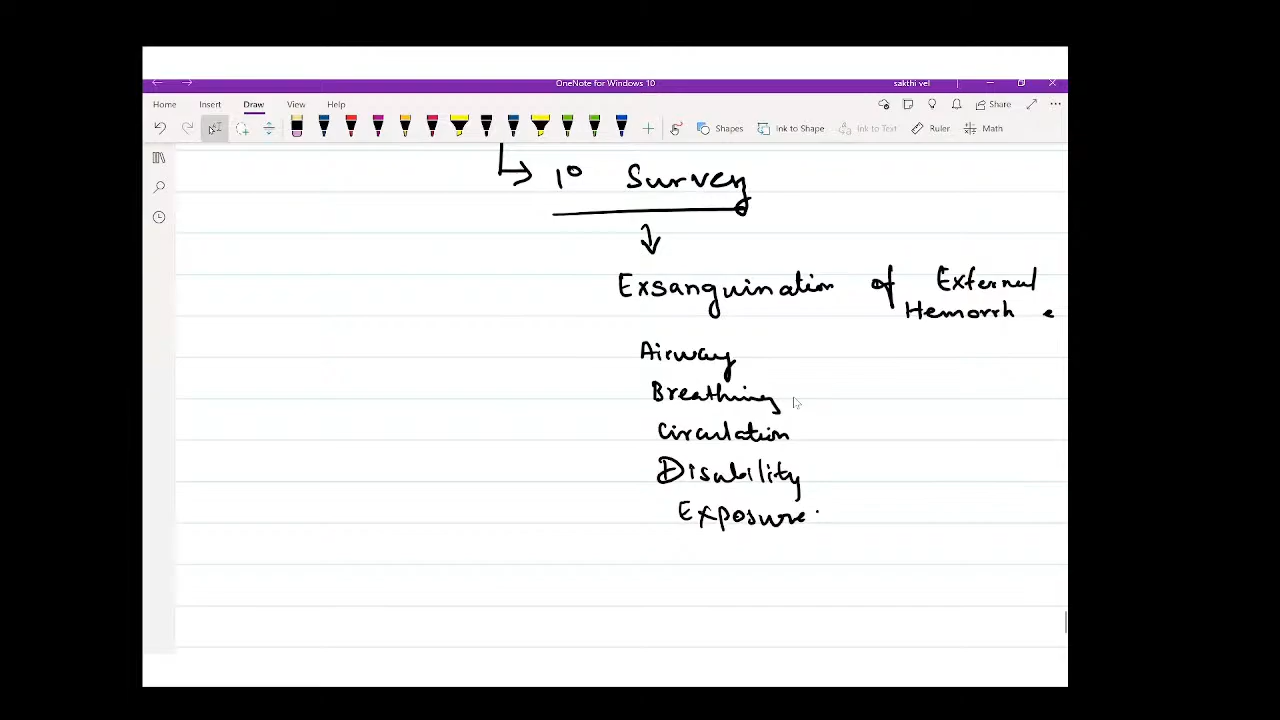 OneNote for Windows 10
sakthi vel
Home Insert Draw View Help
Share
Shapes Ink to Shape Ink to Text Ruler Math
1° Survey
Exsanguination of External
Hemorrh e
Airway
Breathing
Circulation
Disability
Exposure